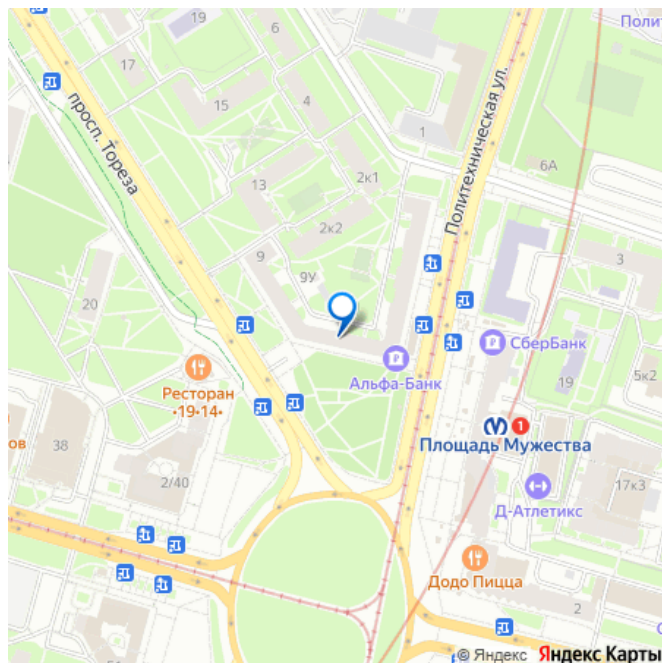 19
6
Полит
17
4
15
просп. Тореза
1
Политехническая ул.
6А
13
2к1
2к2
9
3
9У
20
СберБанк
Альфа-Банк
5к2
19
Ресторан
•19•14•
1
Площадь Мужества
ов
38
2/40
17к3
Д-Атлетикс
Додо Пицца
2
С
© Яндекс Яндекс Карты